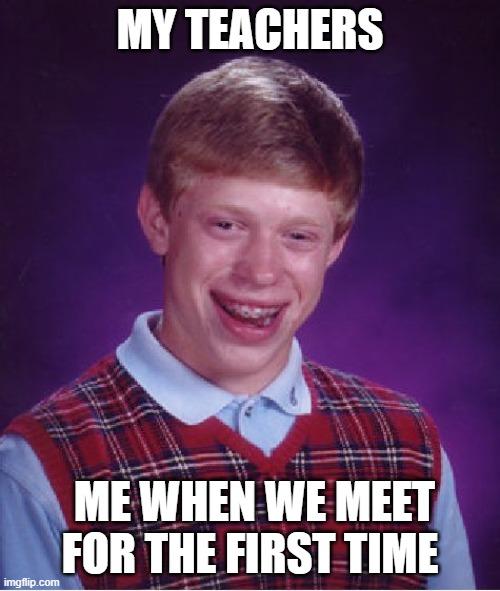 MY TEACHERS
ME WHEN WE MEET
FOR THE FIRST TIME
imgflip.com